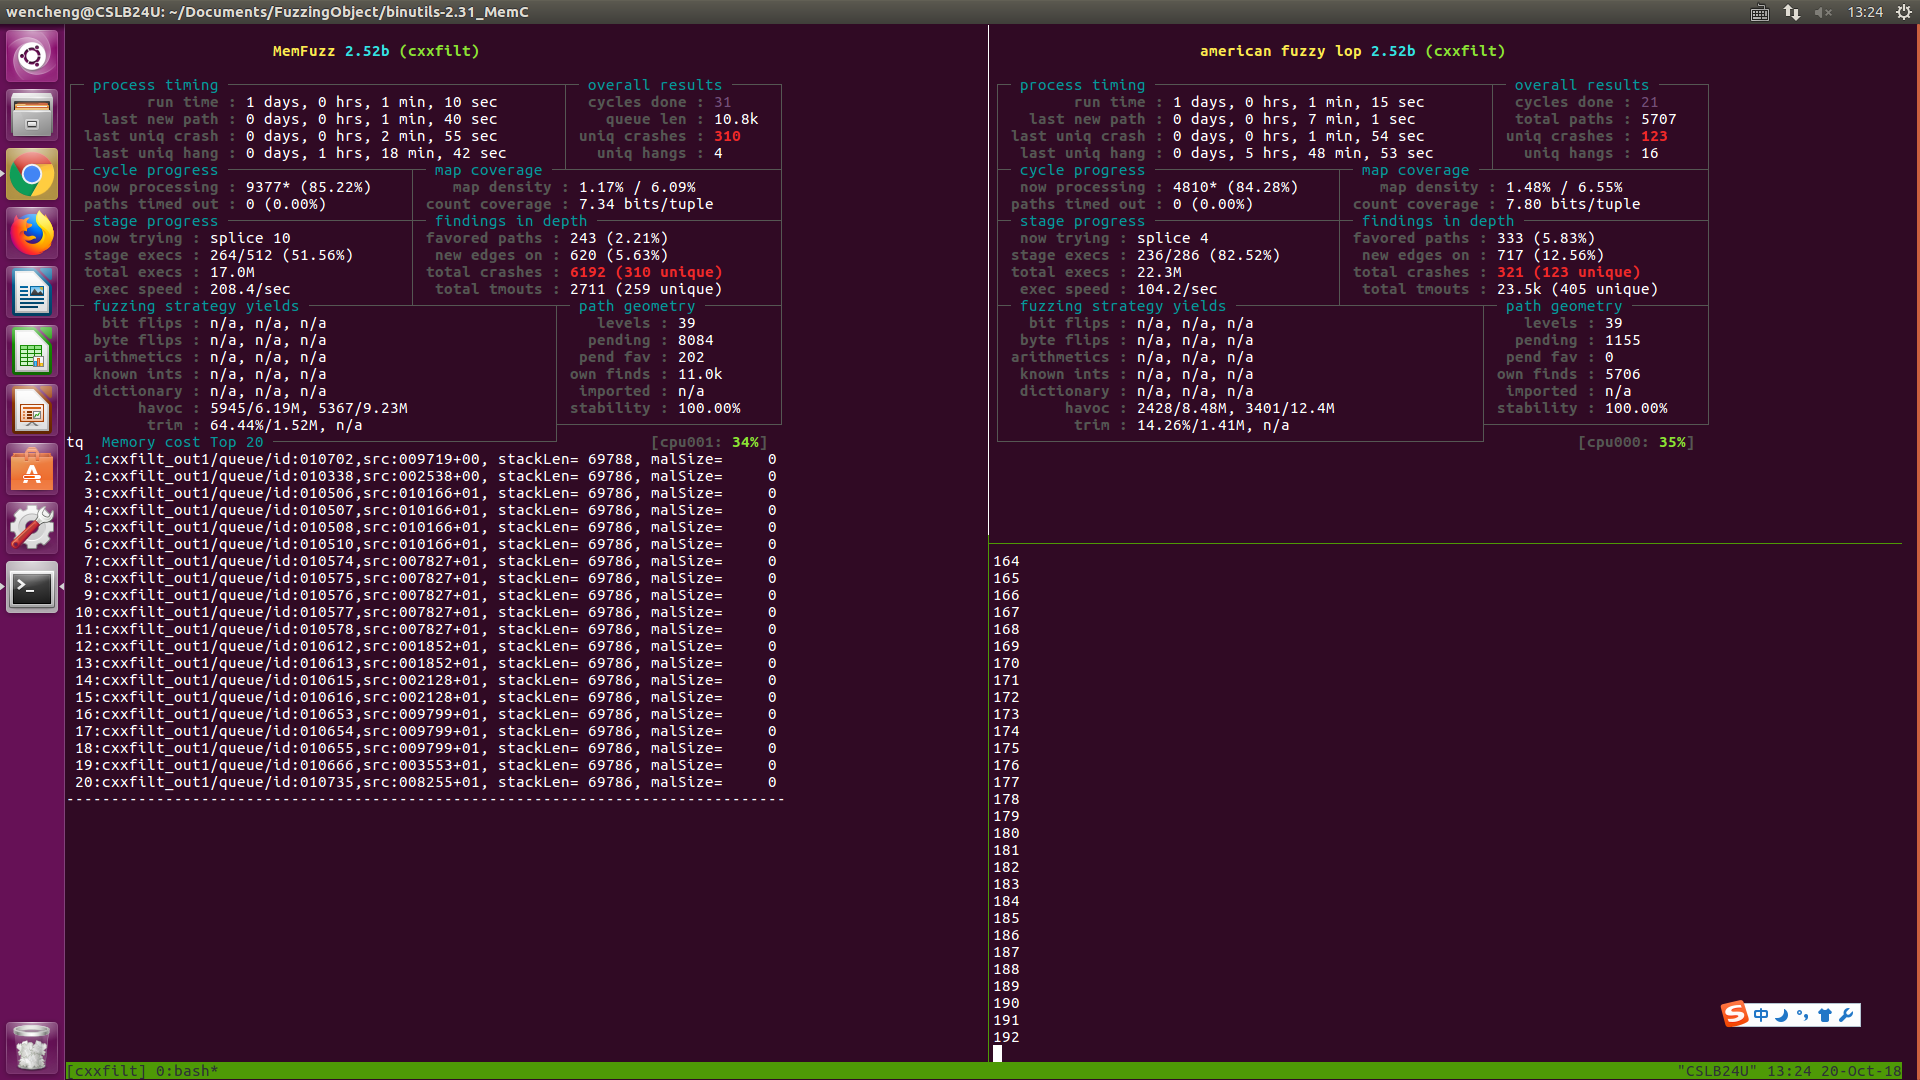 wencheng@CSLB24U: ~/Documents/FuzzingObject/binutils-2.31_MemC
13:24
MemFuzz 2.52b (cxxfilt)
process timing
overall results
run time : 1 days, 0 hrs, 1 min, 10 sec
cycles done : 31
last new path : 0 days, 0 hrs, 1 min, 40 sec
queue len : 10.8k
last uniq crash : 0 days, 0 hrs, 2 min, 55 sec
uniq crashes : 310
last uniq hang : 0 days, 1 hrs, 18 min, 42 sec
uniq hangs : 4
cycle progress
map coverage
now processing : 9377* (85.22%)
map density : 1.17% / 6.09%
paths timed out : 0 (0.00%)
count coverage : 7.34 bits/tuple
stage progress
findings in depth
now trying : splice 10
favored paths : 243 (2.21%)
stage execs : 264/512 (51.56%)
new edges on : 620 (5.63%)
total execs : 17.0M
total crashes : 6192 (310 unique)
exec speed : 208.4/sec
total tmouts : 2711 (259 unique)
fuzzing strategy yields
path geometry
bit flips : n/a, n/a, n/a
levels : 39
byte flips : n/a, n/a, n/a
pending : 8084
arithmetics : n/a, n/a, n/a
pend fav : 202
known ints : n/a, n/a, n/a
own finds : 11.0k
dictionary : n/a, n/a, n/a
imported : n/a
havoc : 5945/6.19M, 5367/9.23M
stability : 100.00%
trim : 64.44%/1.52M, n/a
tq Memory cost Top 20
[cpu001: 34%]
1:cxxfilt_out1/queue/id:010702,src:009719+00, stackLen= 69788, malSize= 0
2:cxxfilt_out1/queue/id:010338,src:002538+00, stackLen= 69786, malSize= 0
3:cxxfilt_out1/queue/id:010506,src:010166+01, stackLen= 69786, malSize= 0
4:cxxfilt_out1/queue/id:010507,src:010166+01, stackLen= 69786, malSize= 0
5:cxxfilt_out1/queue/id:010508,src:010166+01, stackLen= 69786, malSize= 0
6:cxxfilt_out1/queue/id:010510,src:010166+01, stackLen= 69786, malSize= 0
7:cxxfilt_out1/queue/id:010574,src:007827+01, stackLen= 69786, malSize= 0
8:cxxfilt_out1/queue/id:010575,src:007827+01, stackLen= 69786, malSize= 0
9:cxxfilt_out1/queue/id:010576,src:007827+01, stackLen= 69786, malSize= 0
10:cxxfilt_out1/queue/id:010577,src:007827+01, stackLen= 69786, malSize= 0
11:cxxfilt_out1/queue/id:010578,src:007827+01, stackLen= 69786, malSize= 0
12:cxxfilt_out1/queue/id:010612,src:001852+01, stackLen= 69786, malSize= 0
13:cxxfilt_out1/queue/id:010613,src:001852+01, stackLen= 69786, malSize= 0
14:cxxfilt_out1/queue/id:010615,src:002128+01, stackLen= 69786, malSize= 0
15:cxxfilt_out1/queue/id:010616,src:002128+01, stackLen= 69786, malSize= 0
16:cxxfilt_out1/queue/id:010653,src:009799+01, stackLen= 69786, malSize= 0
17:cxxfilt_out1/queue/id:010654,src:009799+01, stackLen= 69786, malSize= 0
18:cxxfilt_out1/queue/id:010655,src:009799+01, stackLen= 69786, malSize= 0
19:cxxfilt_out1/queue/id:010666,src:003553+01, stackLen= 69786, malSize= 0
20:cxxfilt_out1/queue/id:010735,src:008255+01, stackLen= 69786, malSize= 0
--------------------------------------------------------------------------------
american fuzzy lop 2.52b (cxxfilt)
process timing
overall results
run time : 1 days, 0 hrs, 1 min, 15 sec
cycles done : 21
last new path : 0 days, 0 hrs, 7 min, 1 sec
total paths : 5707
last uniq crash : 0 days, 0 hrs, 1 min, 54 sec
uniq crashes : 123
last uniq hang : 0 days, 5 hrs, 48 min, 53 sec
uniq hangs : 16
cycle progress
map coverage
now processing : 4810* (84.28%)
map density : 1.48% / 6.55%
paths timed out : 0 (0.00%)
count coverage : 7.80 bits/tuple
stage progress
findings in depth
now trying : splice 4
favored paths : 333 (5.83%)
stage execs : 236/286 (82.52%)
new edges on : 717 (12.56%)
total execs : 22.3M
total crashes : 321 (123 unique)
exec speed : 104.2/sec
total tmouts : 23.5k (405 unique)
fuzzing strategy yields
path geometry
bit flips : n/a, n/a, n/a
levels : 39
byte flips : n/a, n/a, n/a
pending : 1155
arithmetics : n/a, n/a, n/a
pend fav : 0
known ints : n/a, n/a, n/a
own finds : 5706
dictionary : n/a, n/a, n/a
imported : n/a
havoc : 2428/8.48M, 3401/12.4M
stability : 100.00%
trim : 14.26%/1.41M, n/a
[cpu000: 35%]
164
165
166
167
168
169
170
171
172
173
174
175
176
177
178
179
180
181
182
183
184
185
186
187
188
189
190
191
192
S中
[cxxfilt] 0:bash*
"CSLB24U" 13:24 20-Oct-18